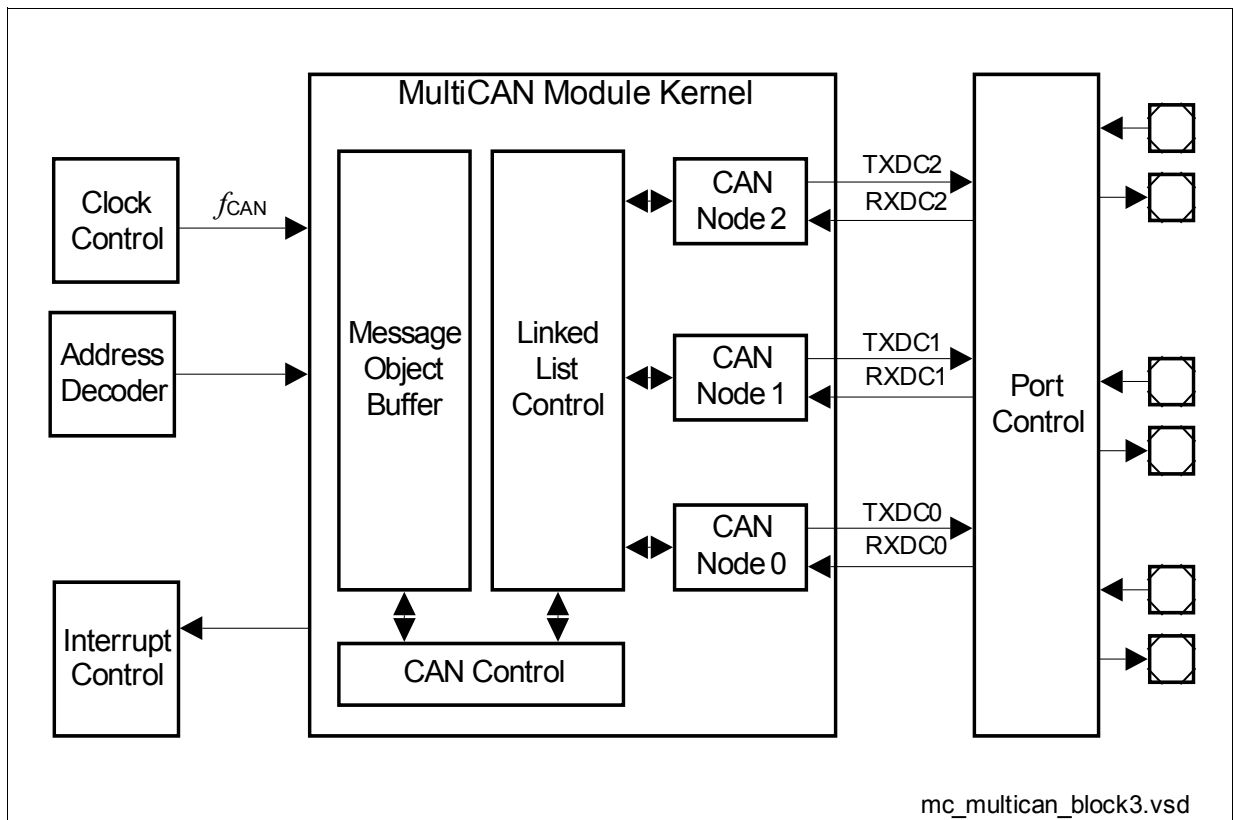 MultiCAN Module Kernel
Clock
Control
fCAN
Address
Decoder
Interrupt
Control
Message
Object
Buffer
Linked
List
Control
CAN Control
CAN
Node 2
CAN
Node 1
CAN
Node 0
TXDC2
RXDC2
TXDC1
RXDC1
TXDC0
RXDC0
Port
Control
mc_multican_block3.vsd